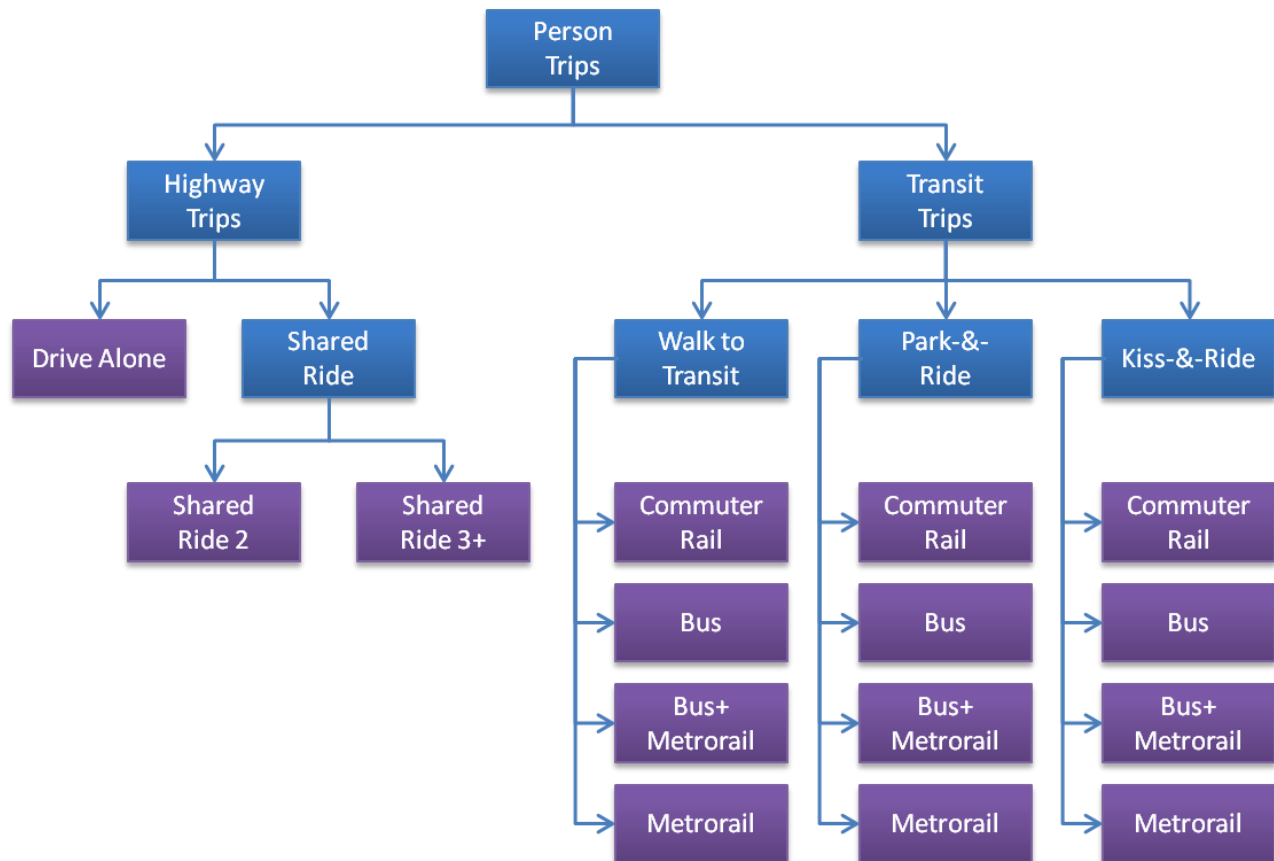 Person
Trips
Highway
Trips
Transit
Trips
Drive Alone
Shared
Ride
Walk to
Transit
Park-&-
Ride
Kiss-&-Ride
Shared
Ride 2
Shared
Ride 3+
Commuter
Rail
Commuter
Rail
Commuter
Rail
Bus
Bus
Bus
Bus+
Metrorail
Bus+
Metrorail
Bus+
Metrorail
Metrorail
Metrorail
Metrorail